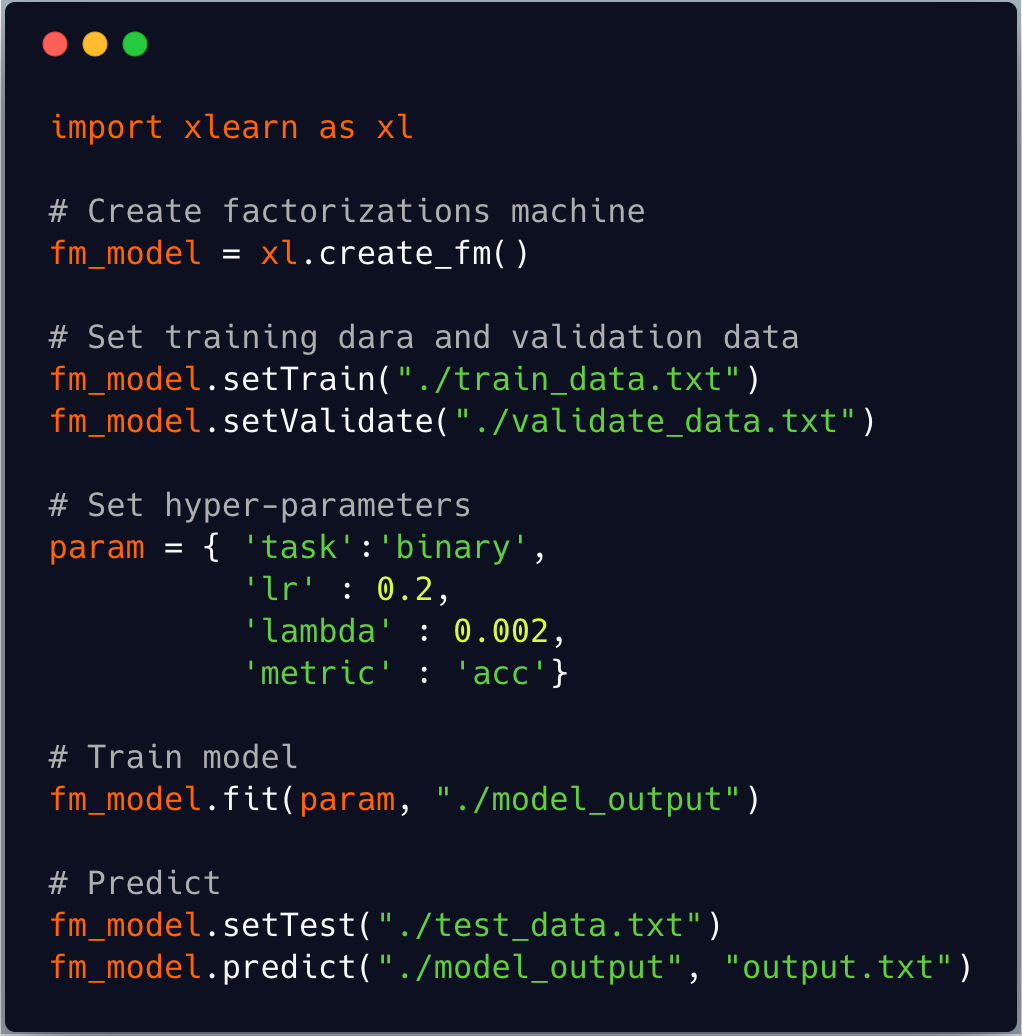 import xlearn as xl
# Create factorizations machine
fm_model = xl.create_fm()
# Set training dara and validation data
fm_model.setTrain("./train_data.txt")
fm_model.setValidate("./validate_data.txt")
# Set hyper-parameters
param = { 'task':'binary',
          'lr' : 0.2,
          'lambda' : 0.002,
          'metric' : 'acc'}
# Train model
fm_model.fit(param, "./model_output")
# Predict
fm_model.setTest("./test_data.txt")
fm_model.predict("./model_output", "output.txt")